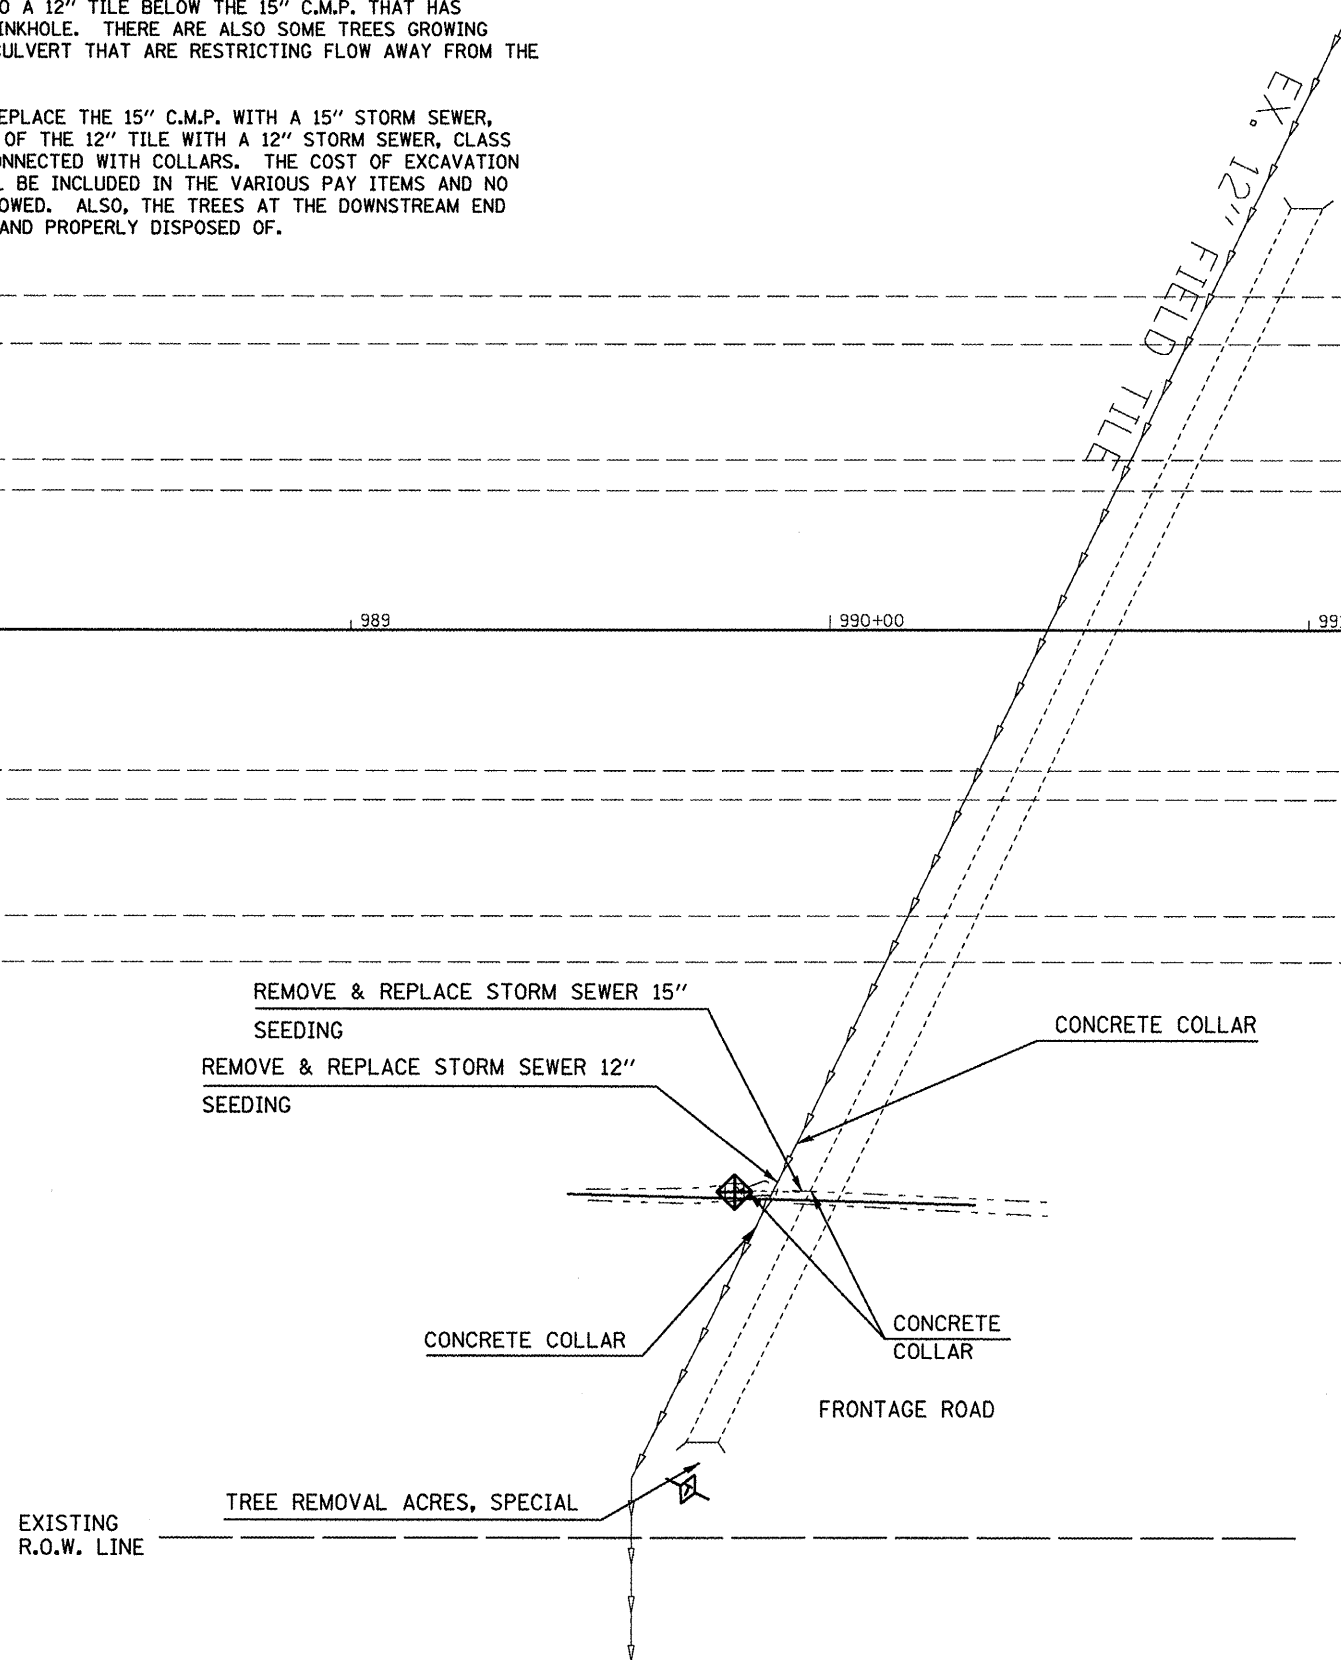 O A 12" TILE BELOW THE 15" C.M.P. THAT HAS
INKHOLE. THERE ARE ALSO SOME TREES GROWING
CULVERT THAT ARE RESTRICTING FLOW AWAY FROM THE
EPLACE THE 15" C.M.P. WITH A 15" STORM SEWER,
OF THE 12" TILE WITH A 12" STORM SEWER, CLASS
ONNECTED WITH COLLARS. THE COST OF EXCAVATION
L BE INCLUDED IN THE VARIOUS PAY ITEMS AND NO
OWED. ALSO, THE TREES AT THE DOWNSTREAM END
AND PROPERLY DISPOSED OF.
EX. 12" FIELD TILE
989
990+00
991
REMOVE & REPLACE STORM SEWER 15"
SEEDING
CONCRETE COLLAR
REMOVE & REPLACE STORM SEWER 12"
SEEDING
CONCRETE COLLAR
CONCRETE
COLLAR
FRONTAGE ROAD
TREE REMOVAL ACRES, SPECIAL
EXISTING
R.O.W. LINE